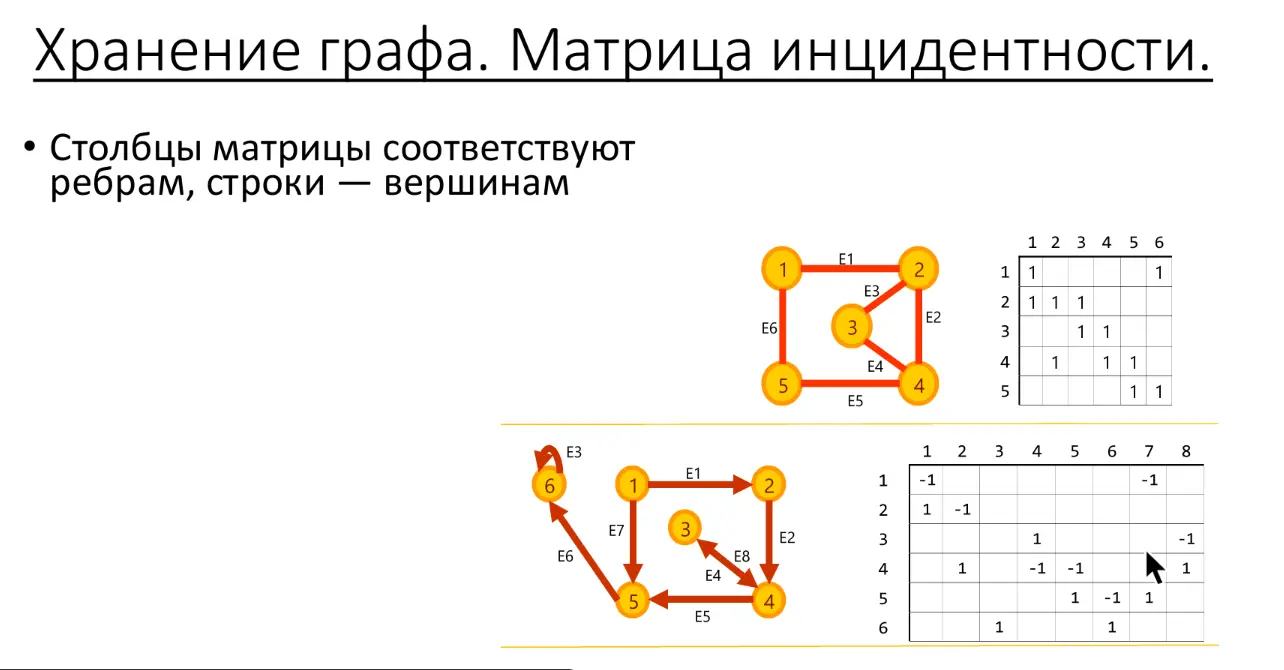 Хранение графа. Матрица инцидентности.
• Столбцы матрицы соответствуют
ребрам, строки — вершинам
1 E1 2
E3
E6 3 E2
E4
5 4
E5
1 2 3 4 5 6
1 1 1
2 1 1 1
3 1 1
4 1 1 1
5 1 1
E3
6 1 E1 2
E7 3 E2
E6 E8
E4
5 4
E5
1 2 3 4 5 6 7 8
1 -1 -1
2 1 -1
3 1 -1
4 1 -1 -1 1
5 1 -1 1
6 1 1